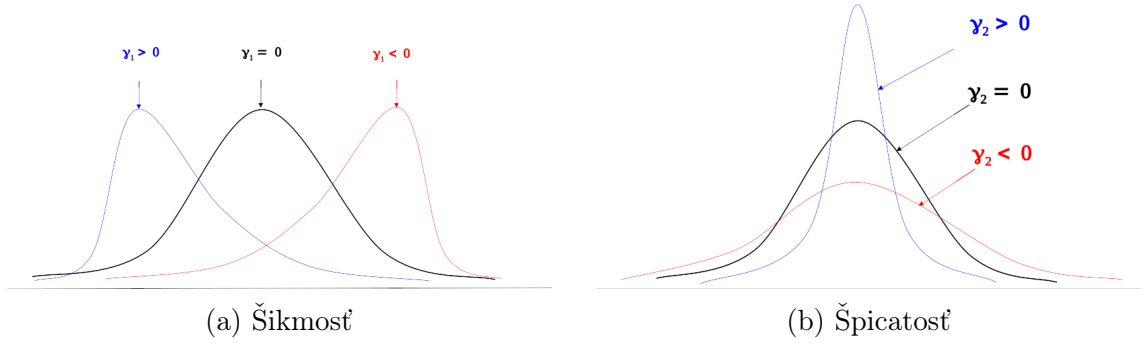 γ₁ > 0
γ₁ = 0
γ₁ < 0
(a) Šikmosť
γ₂ > 0
γ₂ = 0
γ₂ < 0
(b) Špicatosť